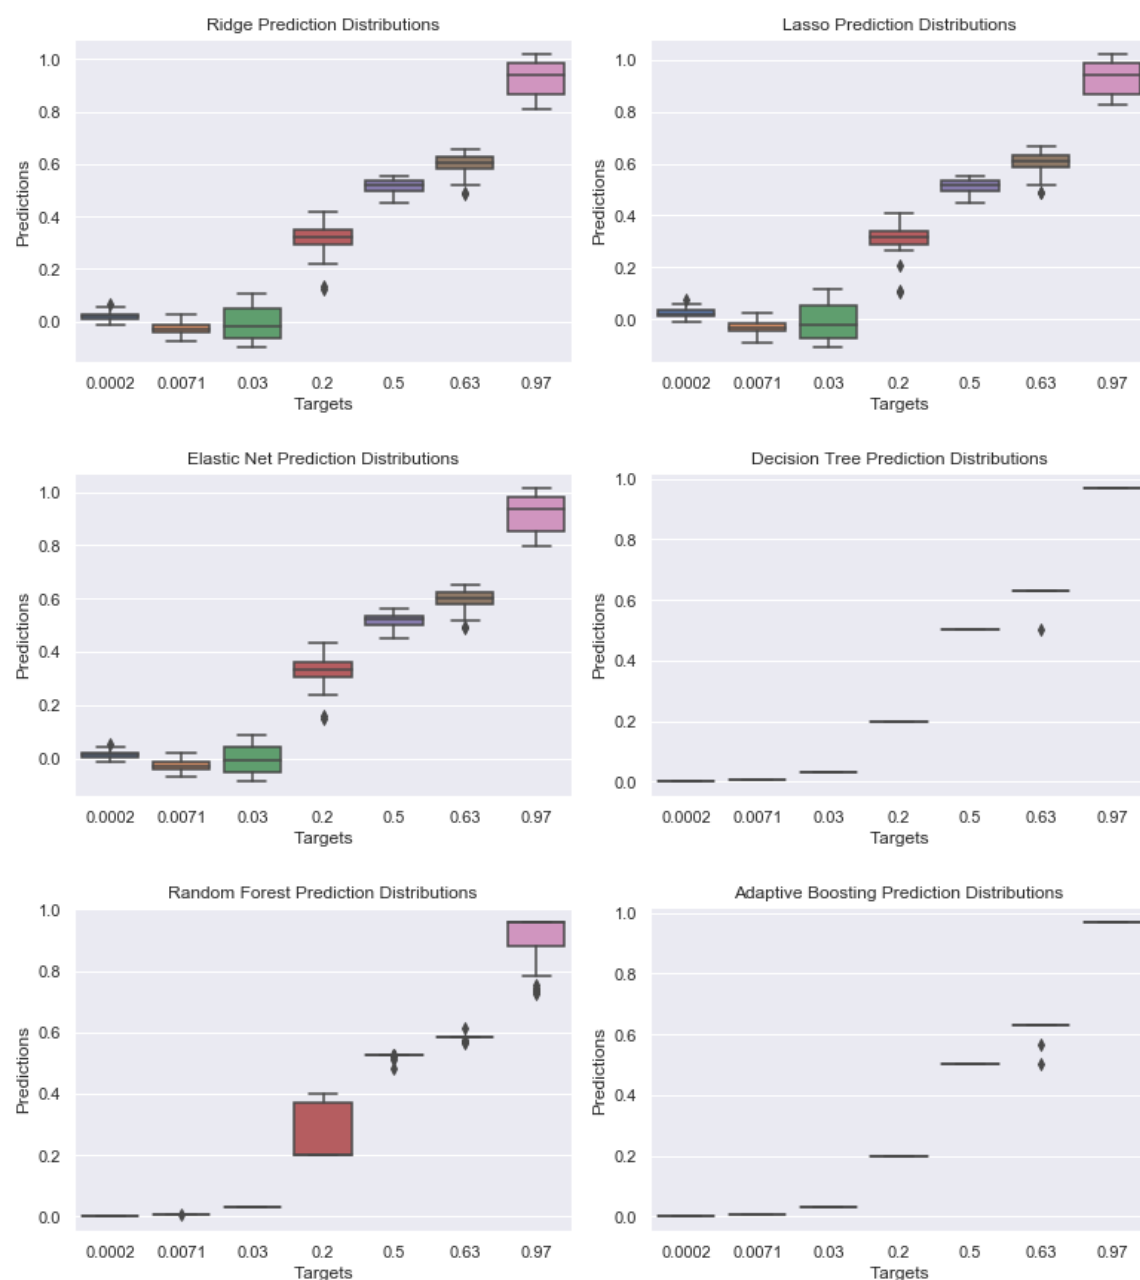 Ridge Prediction Distributions
1.0
0.8
0.6
0.4
0.2
0.0
Predictions
0.0002 0.0071 0.03 0.2 0.5 0.63 0.97
Targets
Lasso Prediction Distributions
1.0
0.8
0.6
0.4
0.2
0.0
Predictions
0.0002 0.0071 0.03 0.2 0.5 0.63 0.97
Targets
Elastic Net Prediction Distributions
1.0
0.8
0.6
0.4
0.2
0.0
Predictions
0.0002 0.0071 0.03 0.2 0.5 0.63 0.97
Targets
Decision Tree Prediction Distributions
1.0
0.8
0.6
0.4
0.2
0.0
Predictions
0.0002 0.0071 0.03 0.2 0.5 0.63 0.97
Targets
Random Forest Prediction Distributions
1.0
0.8
0.6
0.4
0.2
0.0
Predictions
0.0002 0.0071 0.03 0.2 0.5 0.63 0.97
Targets
Adaptive Boosting Prediction Distributions
1.0
0.8
0.6
0.4
0.2
0.0
Predictions
0.0002 0.0071 0.03 0.2 0.5 0.63 0.97
Targets